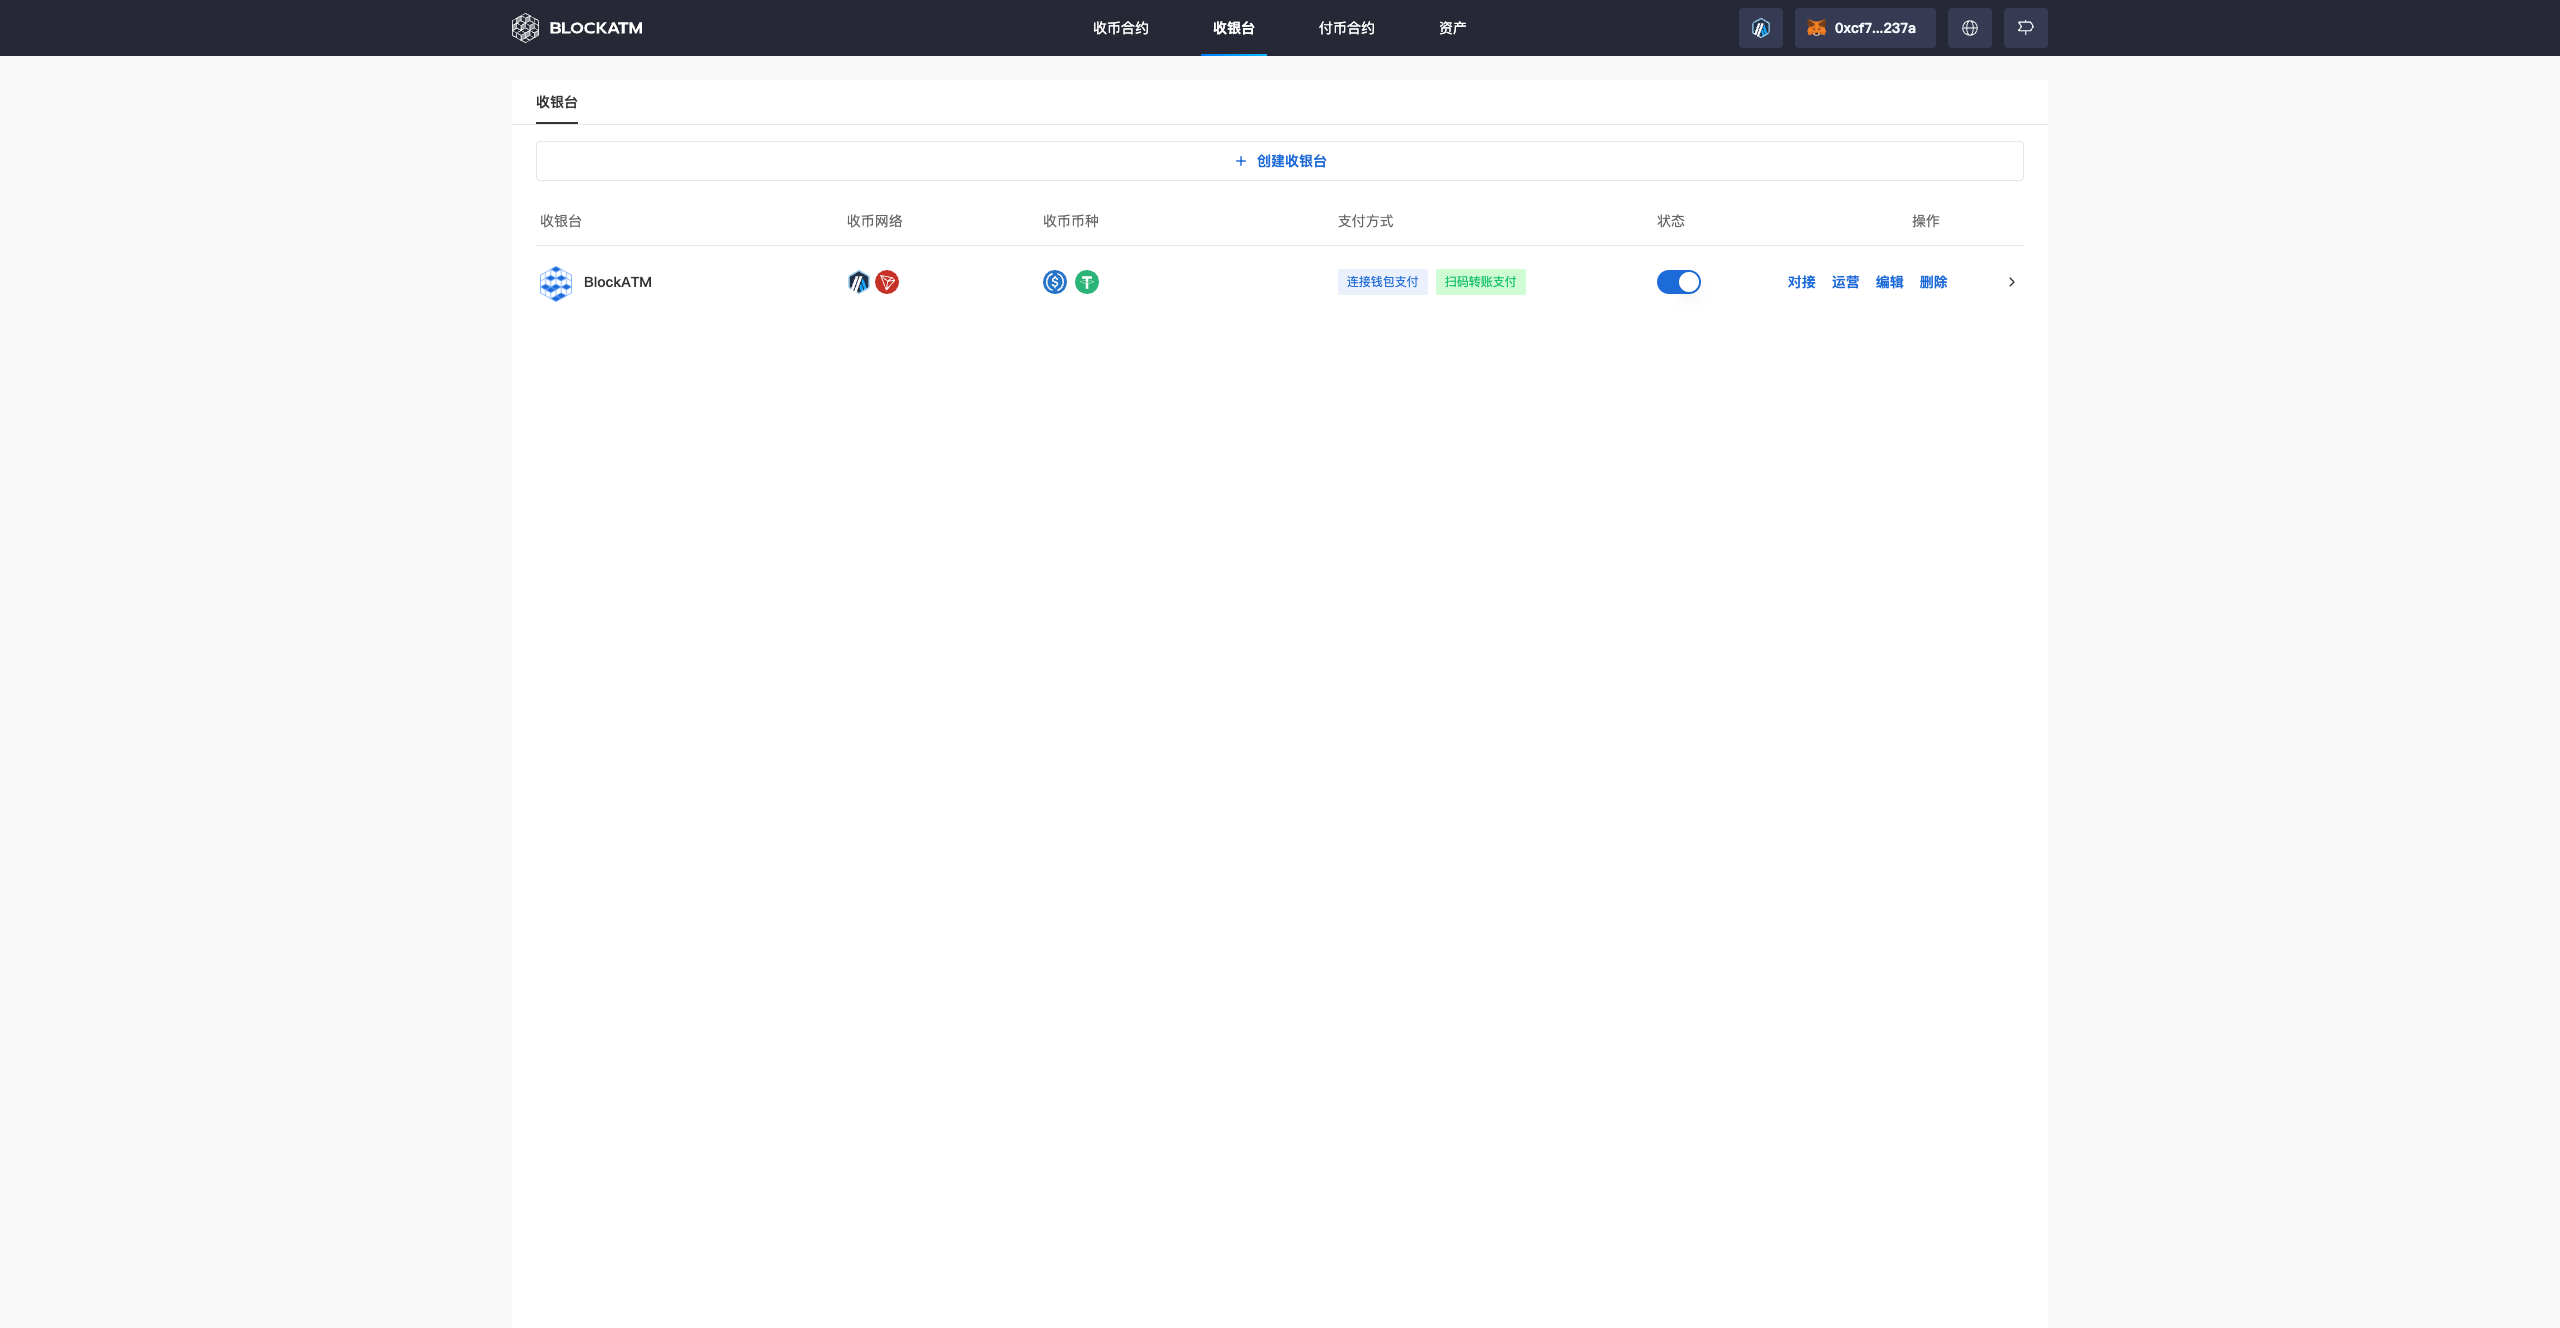 BLOCKATM 收币合约 收银台 付币合约 资产 0xcf7...237a
收银台
+ 创建收银台
收银台 收币网络 收币币种 支付方式 状态 操作
BlockATM 连接钱包支付 扫码转账支付 对接 运营 编辑 删除